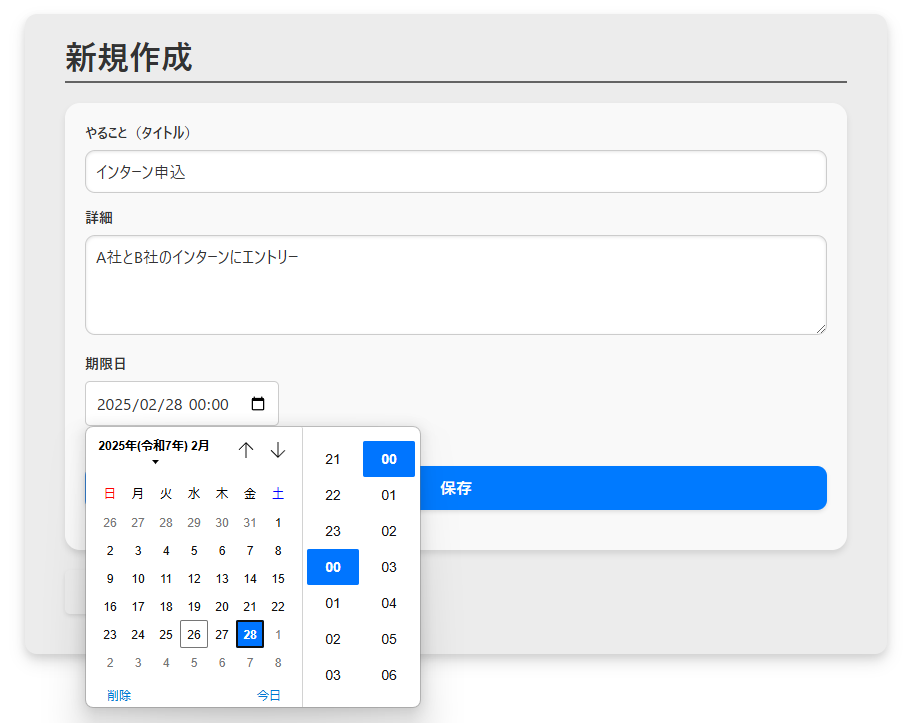 新規作成
やること（タイトル）
インターン申込
詳細
A社とB社のインターンにエントリー
期限日
2025/02/28 00:00
2025年(令和7年) 2月
日 月 火 水 木 金 土
26 27 28 29 30 31 1
2 3 4 5 6 7 8
9 10 11 12 13 14 15
16 17 18 19 20 21 22
23 24 25 26 27 28 1
2 3 4 5 6 7 8
削除 今日
21 00
22 01
23 02
00 03
01 04
02 05
03 06
保存